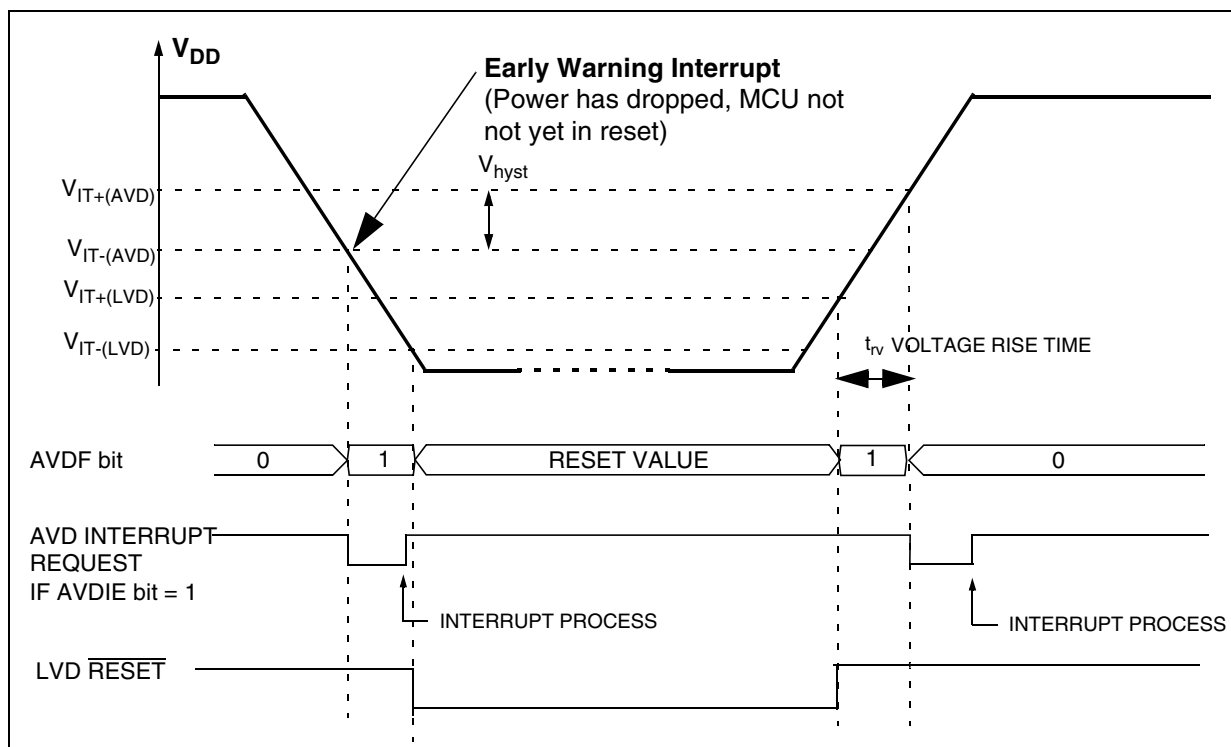 V_DD
Early Warning Interrupt
(Power has dropped, MCU not
not yet in reset)
V_hyst
V_IT+(AVD)
V_IT-(AVD)
V_IT+(LVD)
V_IT-(LVD)
t_rv VOLTAGE RISE TIME
AVDF bit
0
1
RESET VALUE
1
0
AVD INTERRUPT
REQUEST
IF AVDIE bit = 1
INTERRUPT PROCESS
INTERRUPT PROCESS
LVD RESET